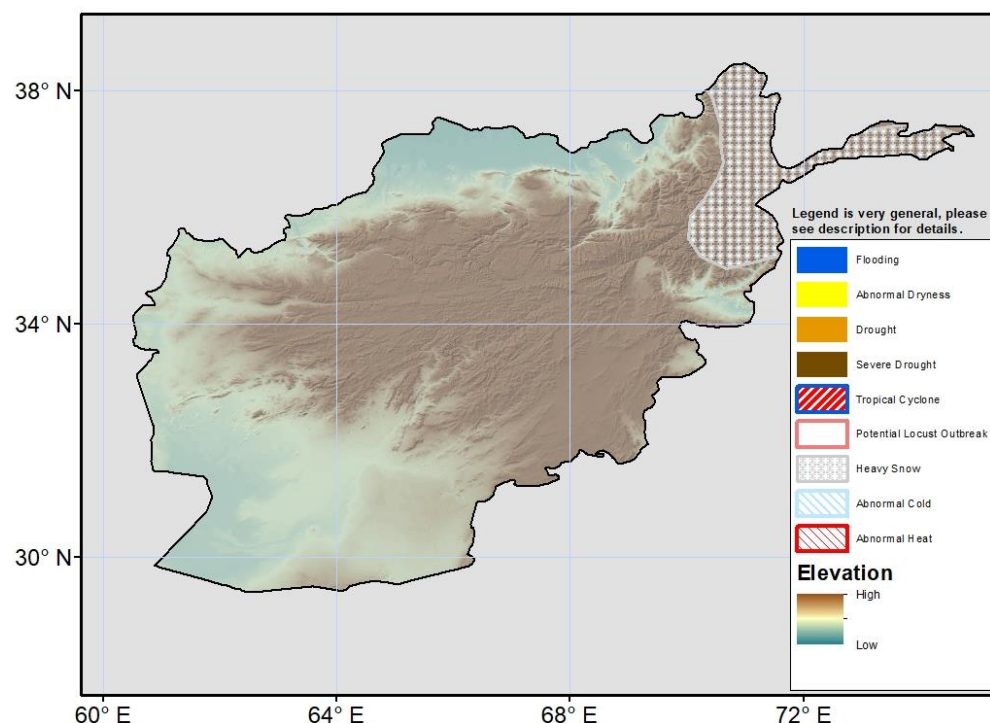 38° N
34° N
30° N
60° E
64° E
68° E
72° E
Legend is very general, please
see description for details.
Flooding
Abnormal Dryness
Drought
Severe Drought
Tropical Cyclone
Potential Locust Outbreak
Heavy Snow
Abnormal Cold
Abnormal Heat
Elevation
High
Low